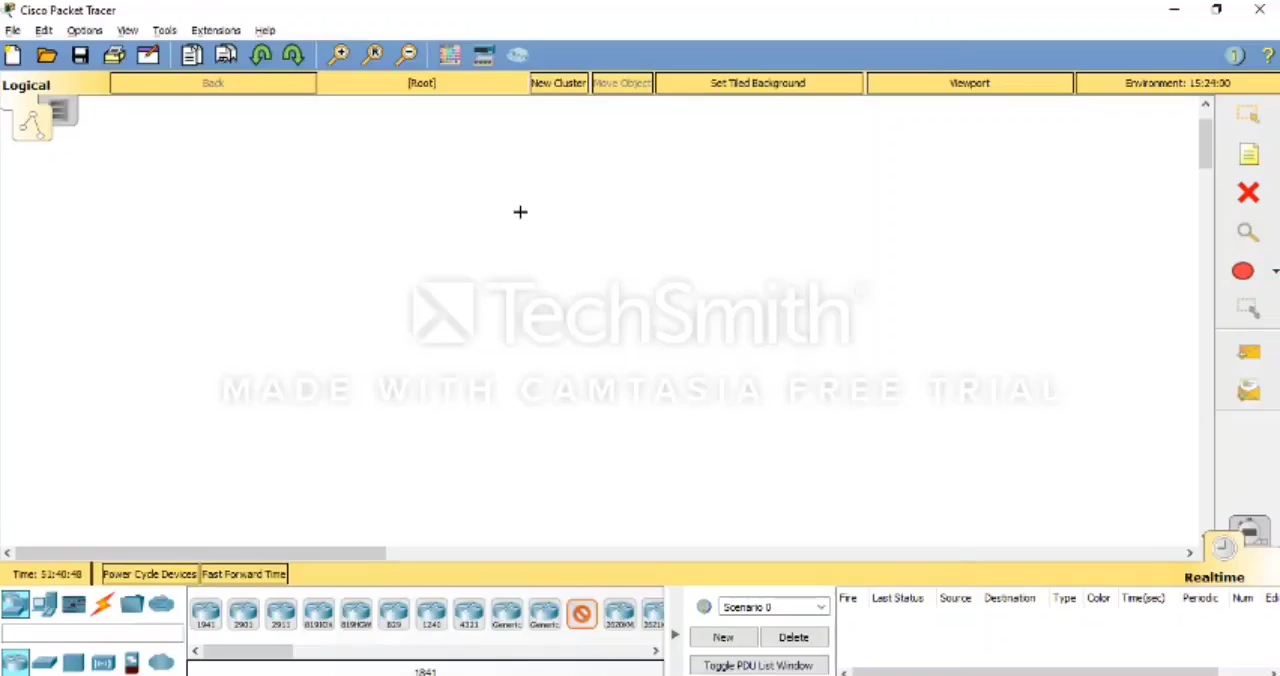 Cisco Packet Tracer
File Edit Options View Tools Extensions Help
Logical Back [Root] New Cluster Move Object Set Tiled Background Viewport Environment: 15:24:00
TechSmith
MADE WITH CAMTASIA FREE TRIAL
Time: 51:40:48 Power Cycle Devices Fast Forward Time
Realtime
Scenario 0
Fire Last Status Source Destination Type Color Time(sec) Periodic Num Edi
1941 2901 2911 819IOX 819HGW 829 1240 4321 Generic Generic
New Delete
1841
Toggle PDU List Window